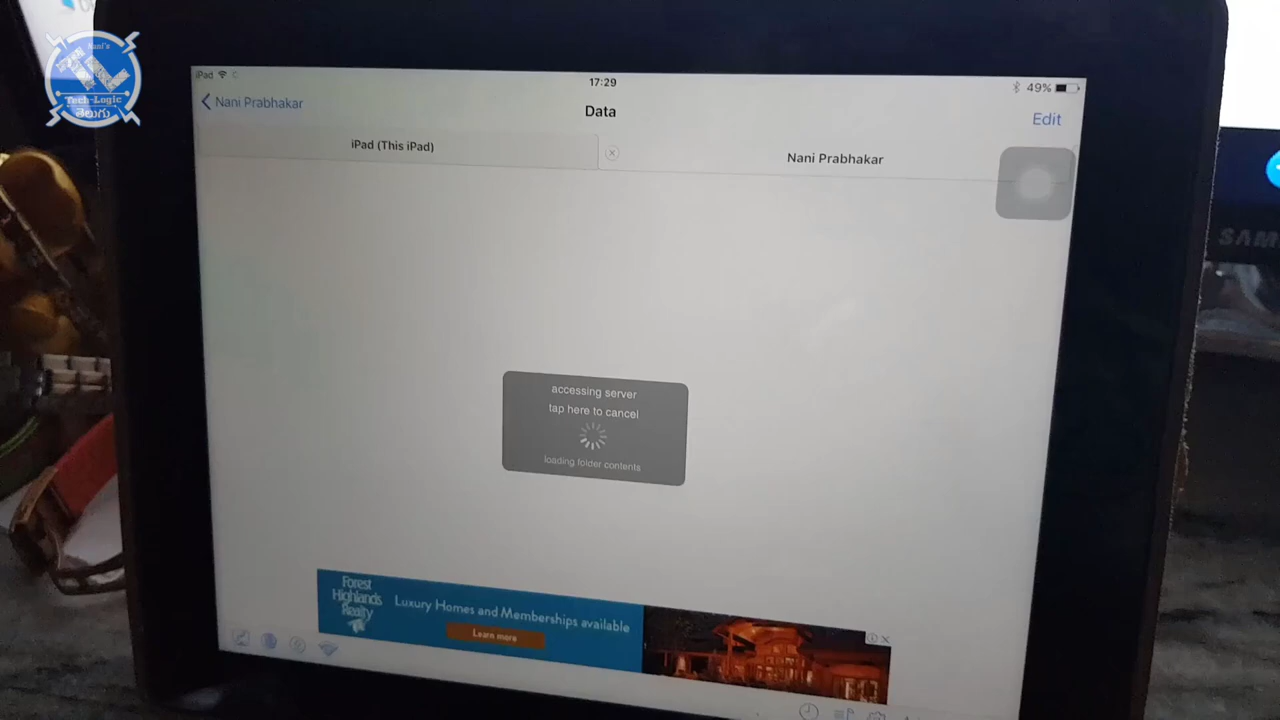 Nani's
Tech-Logic
తెలుగు
iPad
17:29
49%
Nani Prabhakar
Data
Edit
iPad (This iPad)
Nani Prabhakar
accessing server
tap here to cancel
loading folder contents
Forest
Highlands
Realty
Luxury Homes and Memberships available
Learn more
SAM